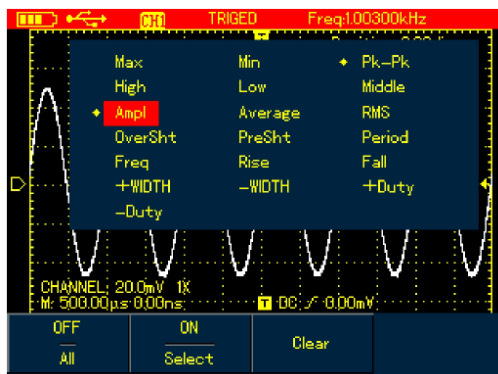 CH1 TRIGED Freq:1.00300kHz
T
Max Min Pk-Pk
High Low Middle
Ampl Average RMS
OverSht PreSht Period
Freq Rise Fall
+WIDTH -WIDTH +Duty
-Duty
CHANNEL: 20.0mV 1X
M: 500.00µs 0.00ns T DC 0.00mV
OFF ON
All Select Clear